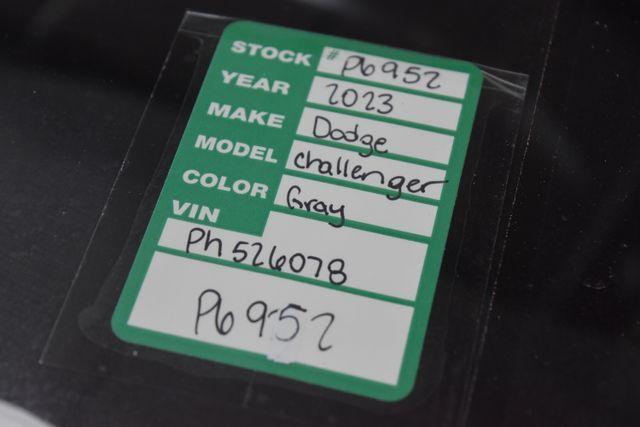 STOCK # P6952
YEAR 2023
MAKE Dodge
MODEL challenger
COLOR Gray
VIN
Ph526078
P6952